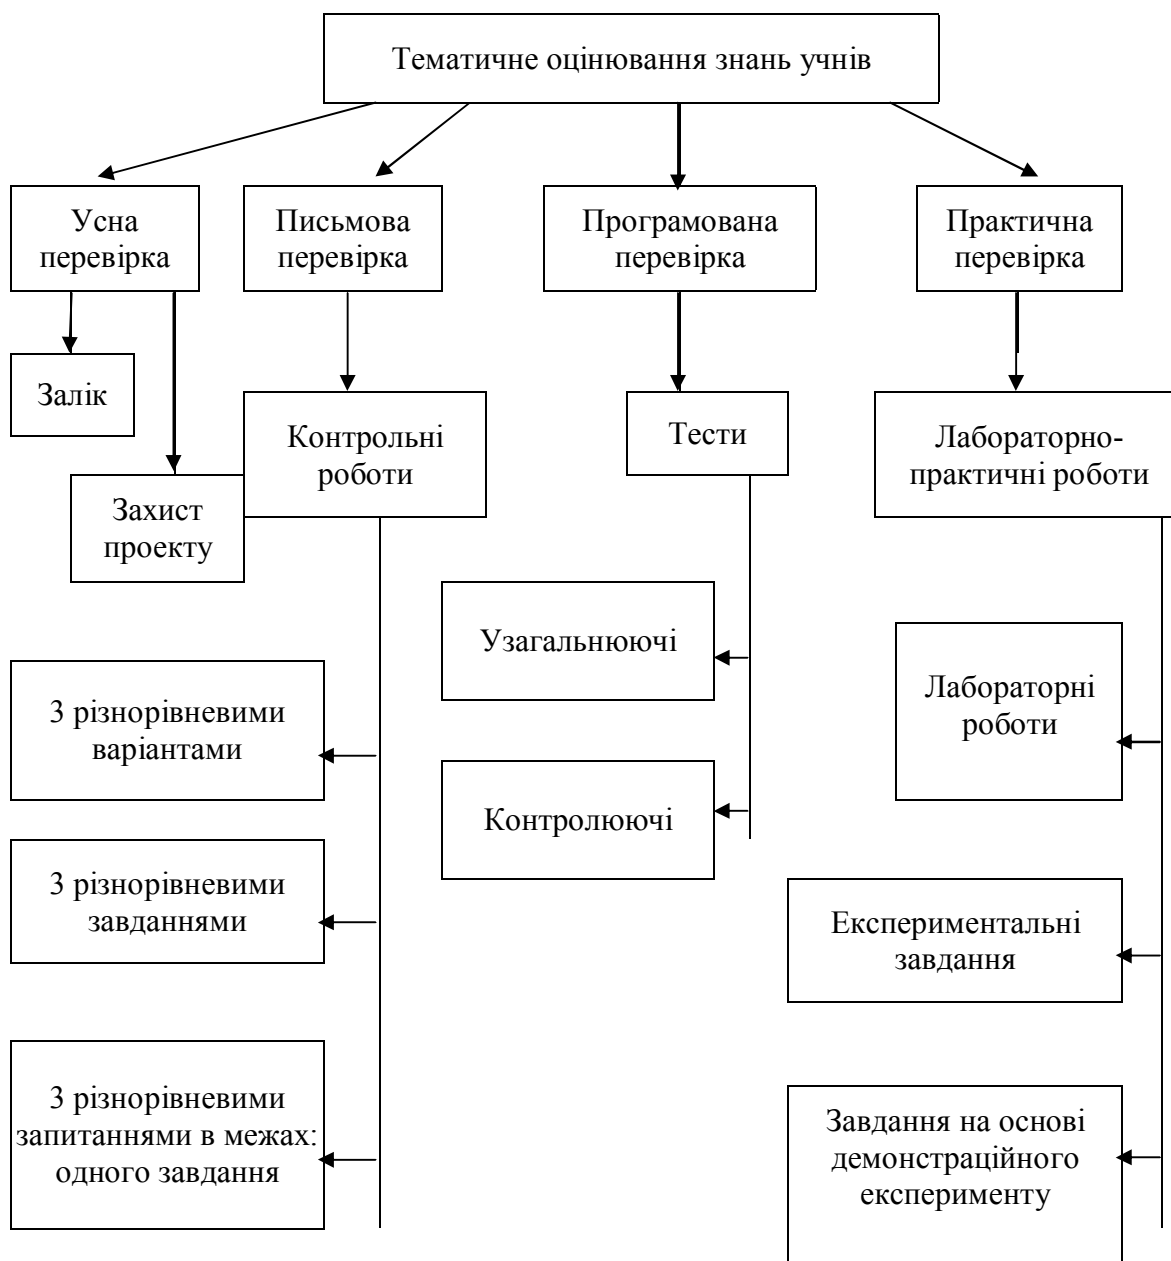 Тематичне оцінювання знань учнів
Усна
перевірка
Письмова
перевірка
Програмована
перевірка
Практична
перевірка
Залік
Контрольні
роботи
Тести
Лабораторно-
практичні роботи
Захист
проекту
Узагальнюючі
Лабораторні
роботи
З різнорівневими
варіантами
Контролюючі
З різнорівневими
завданнями
Експериментальні
завдання
З різнорівневими
запитаннями в межах:
одного завдання
Завдання на основі
демонстраційного
експерименту